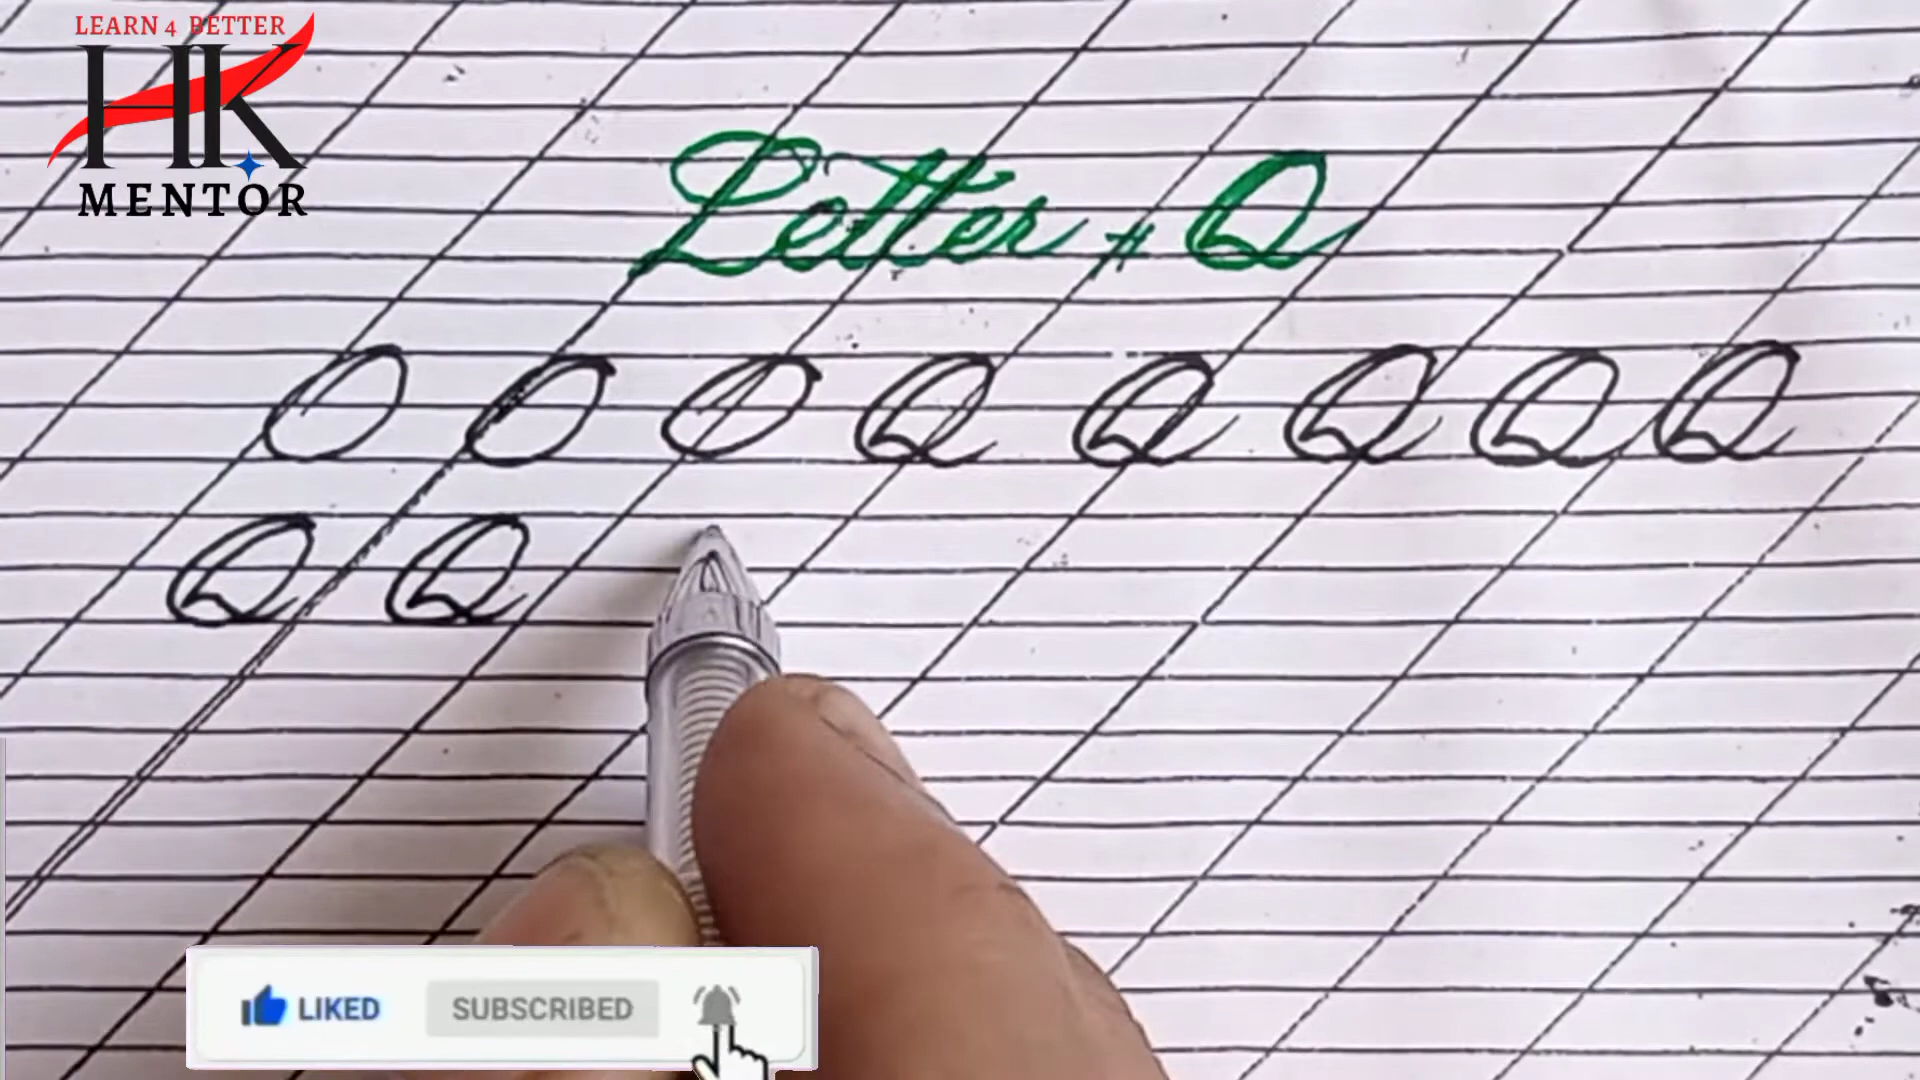 LEARN 4 BETTER
HK
MENTOR
Letter # Q
O O O Q Q Q Q Q
Q Q
LIKED SUBSCRIBED